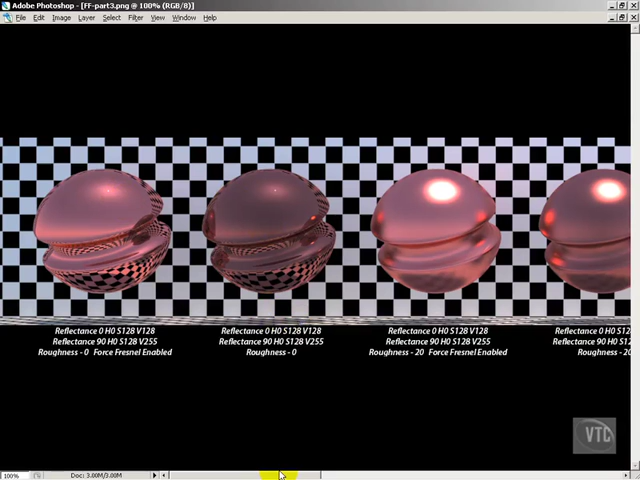 Adobe Photoshop - [FF-part3.png @ 100% (RGB/8)]
File Edit Image Layer Select Filter View Window Help
Reflectance 0 H0 S128 V128
Reflectance 90 H0 S128 V255
Roughness - 0 Force Fresnel Enabled
Reflectance 0 H0 S128 V128
Reflectance 90 H0 S128 V255
Roughness - 0
Reflectance 0 H0 S128 V128
Reflectance 90 H0 S128 V255
Roughness - 20 Force Fresnel Enabled
Reflectance 0 H0 S12
Reflectance 90 H0 S128
Roughness - 20
VTC
100%
Doc: 3.00M/3.00M